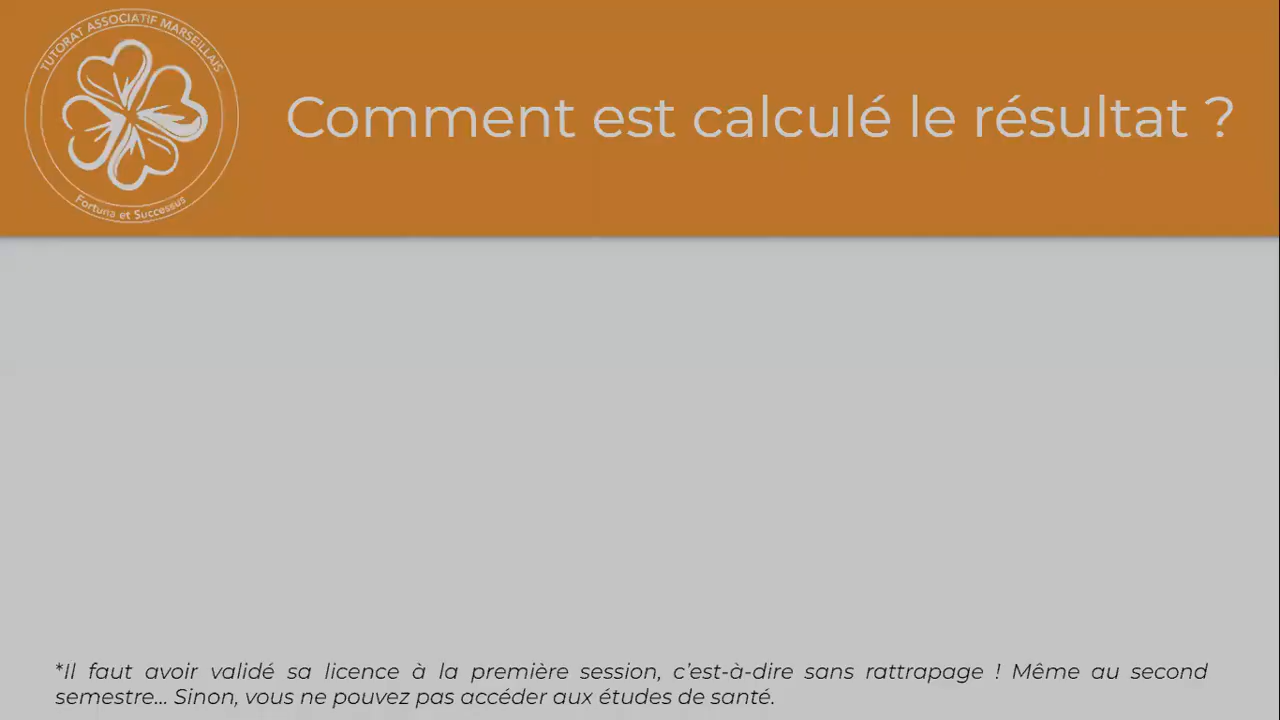 TUTORAT ASSOCIATIF MARSEILLAIS
Fortuna et Successus
Comment est calculé le résultat ?
*Il faut avoir validé sa licence à la première session, c’est-à-dire sans rattrapage ! Même au second
semestre... Sinon, vous ne pouvez pas accéder aux études de santé.